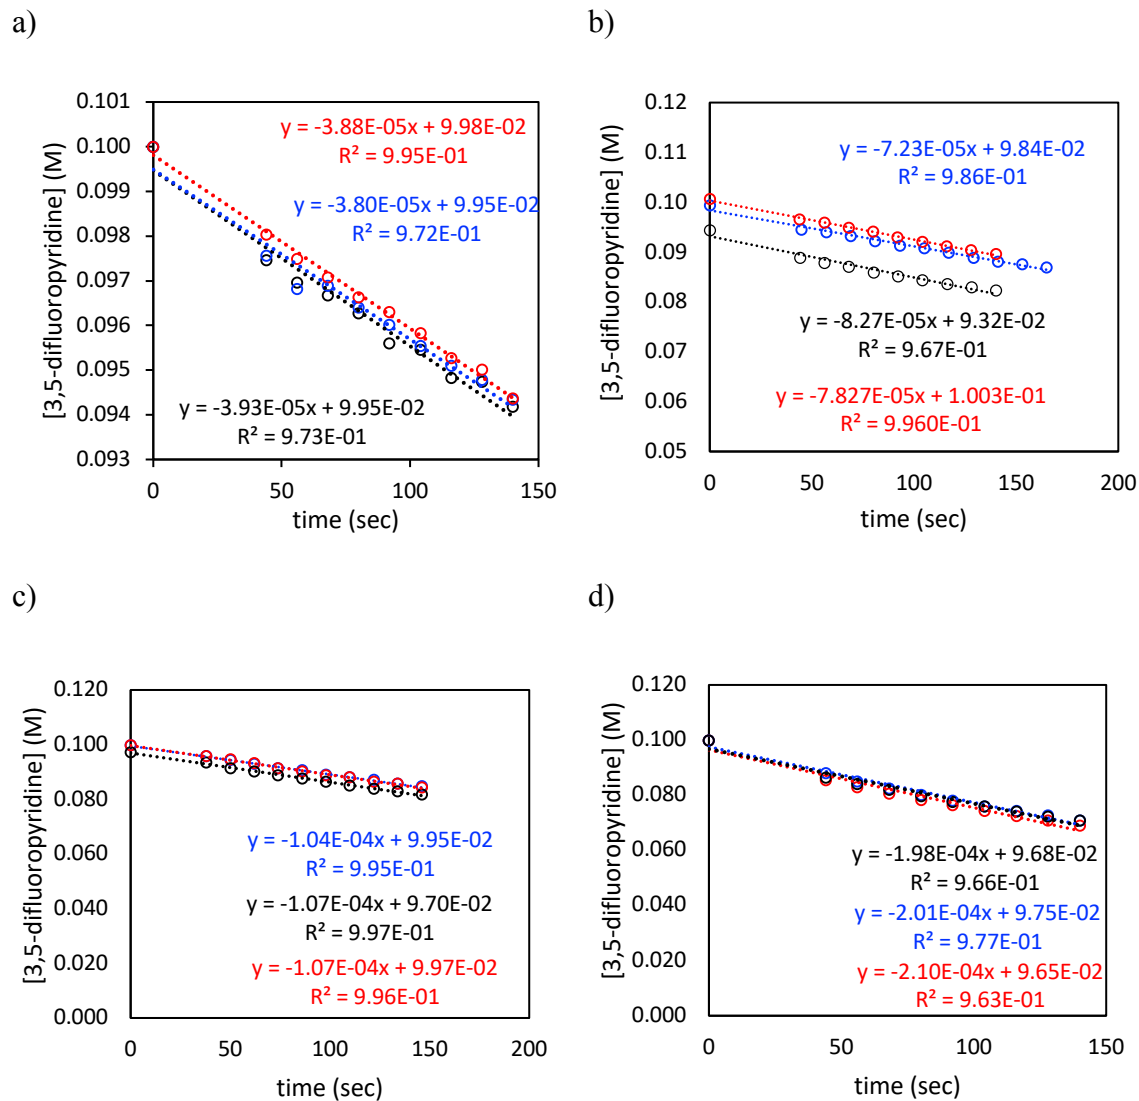 a)
0.101
0.100
0.099
0.098
0.097
0.096
0.095
0.094
0.093
[3,5-difluoropyridine] (M)
y = -3.88E-05x + 9.98E-02
R² = 9.95E-01
y = -3.80E-05x + 9.95E-02
R² = 9.72E-01
y = -3.93E-05x + 9.95E-02
R² = 9.73E-01
0 50 100 150
time (sec)
b)
0.12
0.11
0.10
0.09
0.08
0.07
0.06
0.05
[3,5-difluoropyridine] (M)
y = -7.23E-05x + 9.84E-02
R² = 9.86E-01
y = -8.27E-05x + 9.32E-02
R² = 9.67E-01
y = -7.827E-05x + 1.003E-01
R² = 9.960E-01
0 50 100 150 200
time (sec)
c)
0.120
0.100
0.080
0.060
0.040
0.020
0.000
[3,5-difluoropyridine] (M)
y = -1.04E-04x + 9.95E-02
R² = 9.95E-01
y = -1.07E-04x + 9.70E-02
R² = 9.97E-01
y = -1.07E-04x + 9.97E-02
R² = 9.96E-01
0 50 100 150 200
time (sec)
d)
0.120
0.100
0.080
0.060
0.040
0.020
0.000
[3,5-difluoropyridine] (M)
y = -1.98E-04x + 9.68E-02
R² = 9.66E-01
y = -2.01E-04x + 9.75E-02
R² = 9.77E-01
y = -2.10E-04x + 9.65E-02
R² = 9.63E-01
0 50 100 150
time (sec)